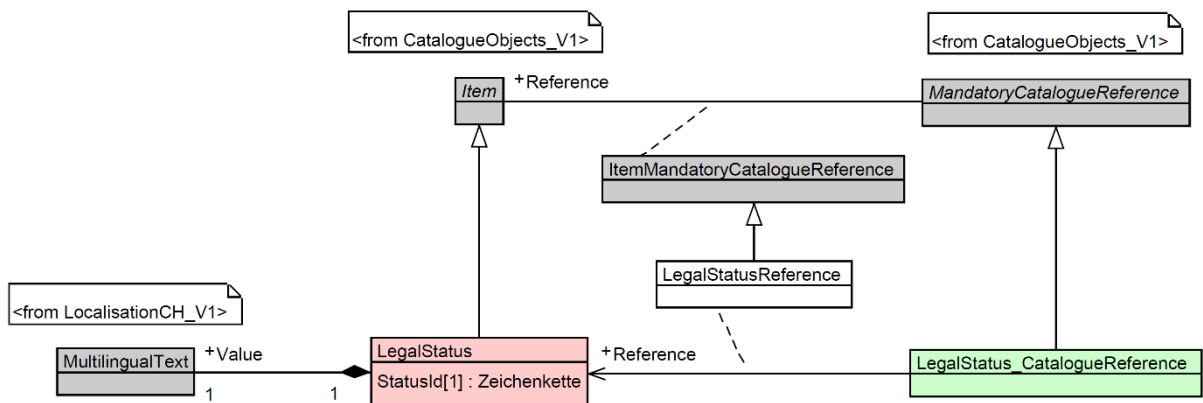 <from CatalogueObjects_V1>
<from CatalogueObjects_V1>
Item
+Reference
MandatoryCatalogueReference
ItemMandatoryCatalogueReference
LegalStatusReference
<from LocalisationCH_V1>
MultilingualText
+Value
1
1
LegalStatus
StatusId[1] : Zeichenkette
+Reference
LegalStatus_CatalogueReference